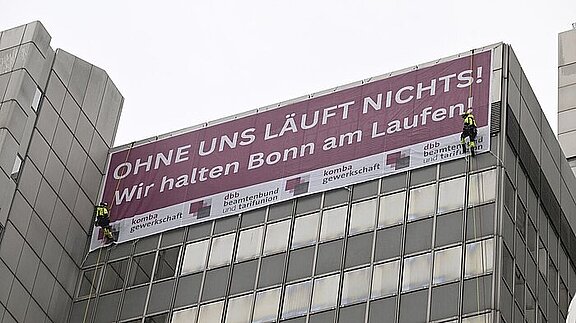 OHNE UNS LÄUFT NICHTS!
Wir halten Bonn am Laufen!
komba
gewerkschaft
dbb
beamtenbund
und tarifunion
komba
gewerkschaft
dbb
beamtenbund
und tarifunion